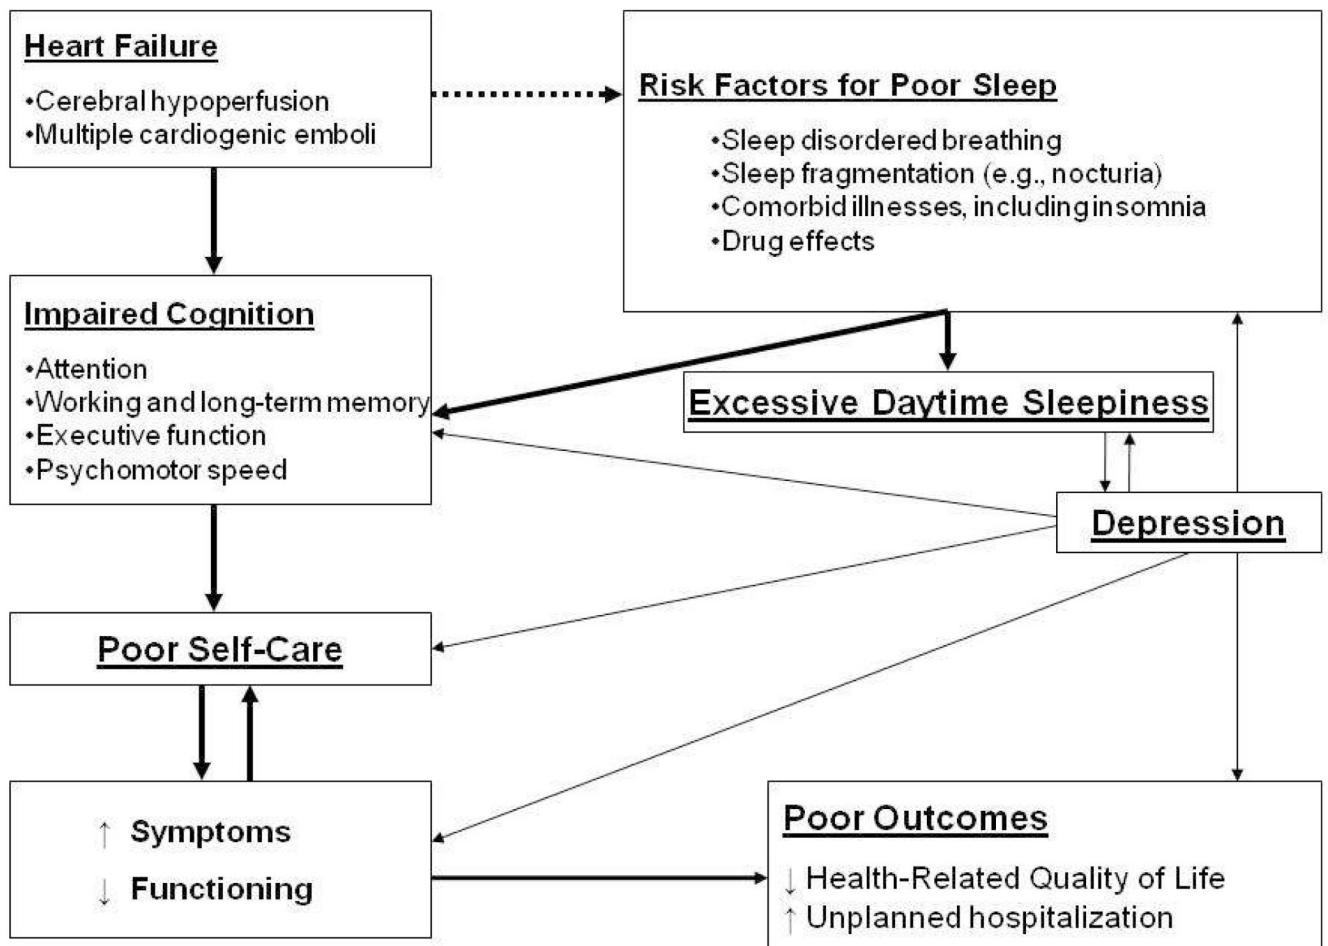 Heart Failure
•Cerebral hypoperfusion
•Multiple cardiogenic emboli
Risk Factors for Poor Sleep
•Sleep disordered breathing
•Sleep fragmentation (e.g., nocturia)
•Comorbid illnesses, including insomnia
•Drug effects
Impaired Cognition
•Attention
•Working and long-term memory
•Executive function
•Psychomotor speed
Excessive Daytime Sleepiness
Depression
Poor Self-Care
↑ Symptoms
↓ Functioning
Poor Outcomes
↓ Health-Related Quality of Life
↑ Unplanned hospitalization